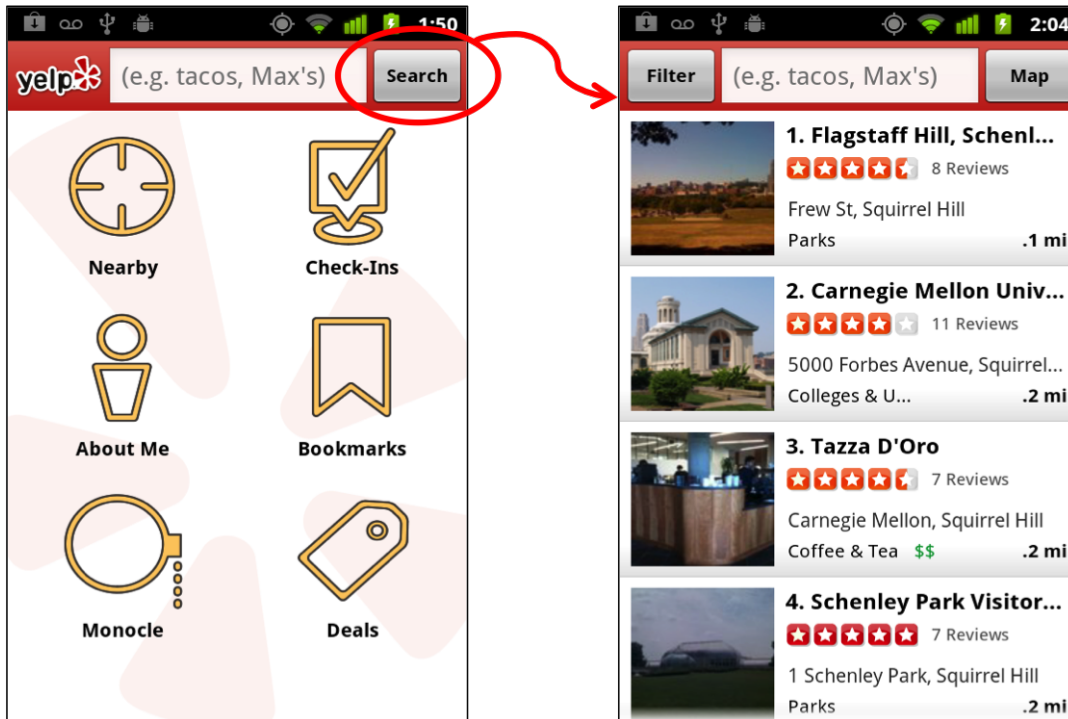 1:50
yelp (e.g. tacos, Max's) Search
Nearby Check-Ins
About Me Bookmarks
Monocle Deals
2:04
Filter (e.g. tacos, Max's) Map
1. Flagstaff Hill, Schenl...
8 Reviews
Frew St, Squirrel Hill
Parks .1 mi
2. Carnegie Mellon Univ...
11 Reviews
5000 Forbes Avenue, Squirrel...
Colleges & U... .2 mi
3. Tazza D'Oro
7 Reviews
Carnegie Mellon, Squirrel Hill
Coffee & Tea $$ .2 mi
4. Schenley Park Visitor...
7 Reviews
1 Schenley Park, Squirrel Hill
Parks .2 mi